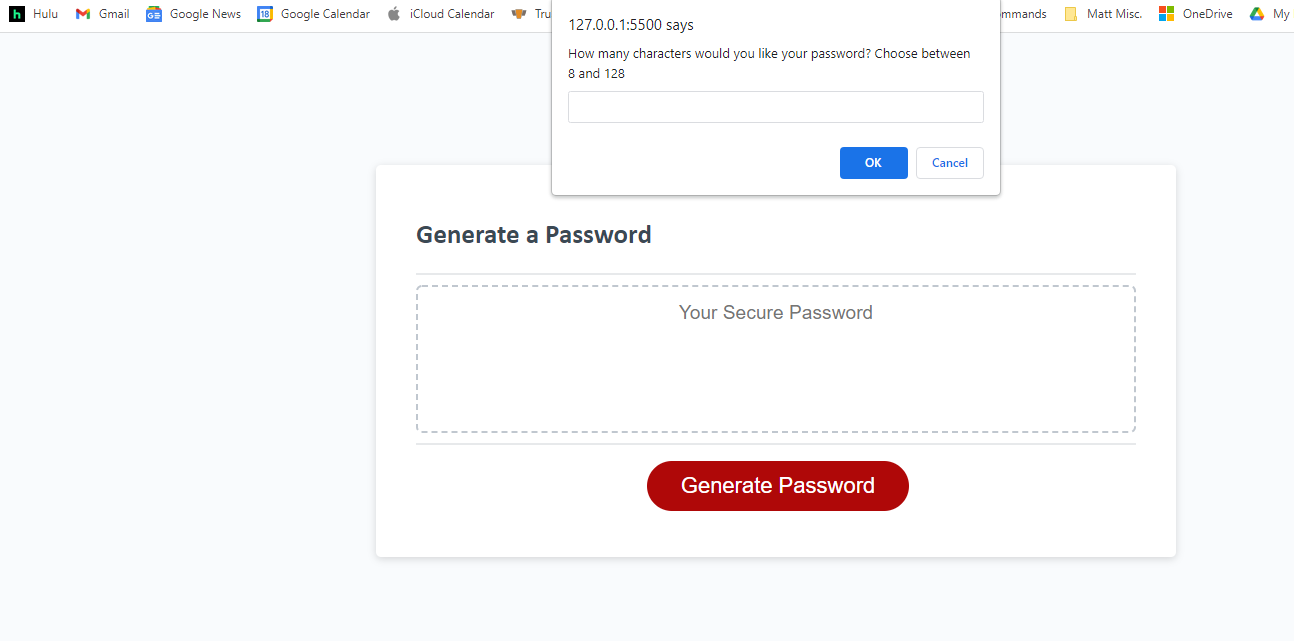 h Hulu Gmail Google News 18 Google Calendar iCloud Calendar Tru
mmands Matt Misc. OneDrive My
127.0.0.1:5500 says
How many characters would you like your password? Choose between
8 and 128
OK Cancel
Generate a Password
Your Secure Password
Generate Password